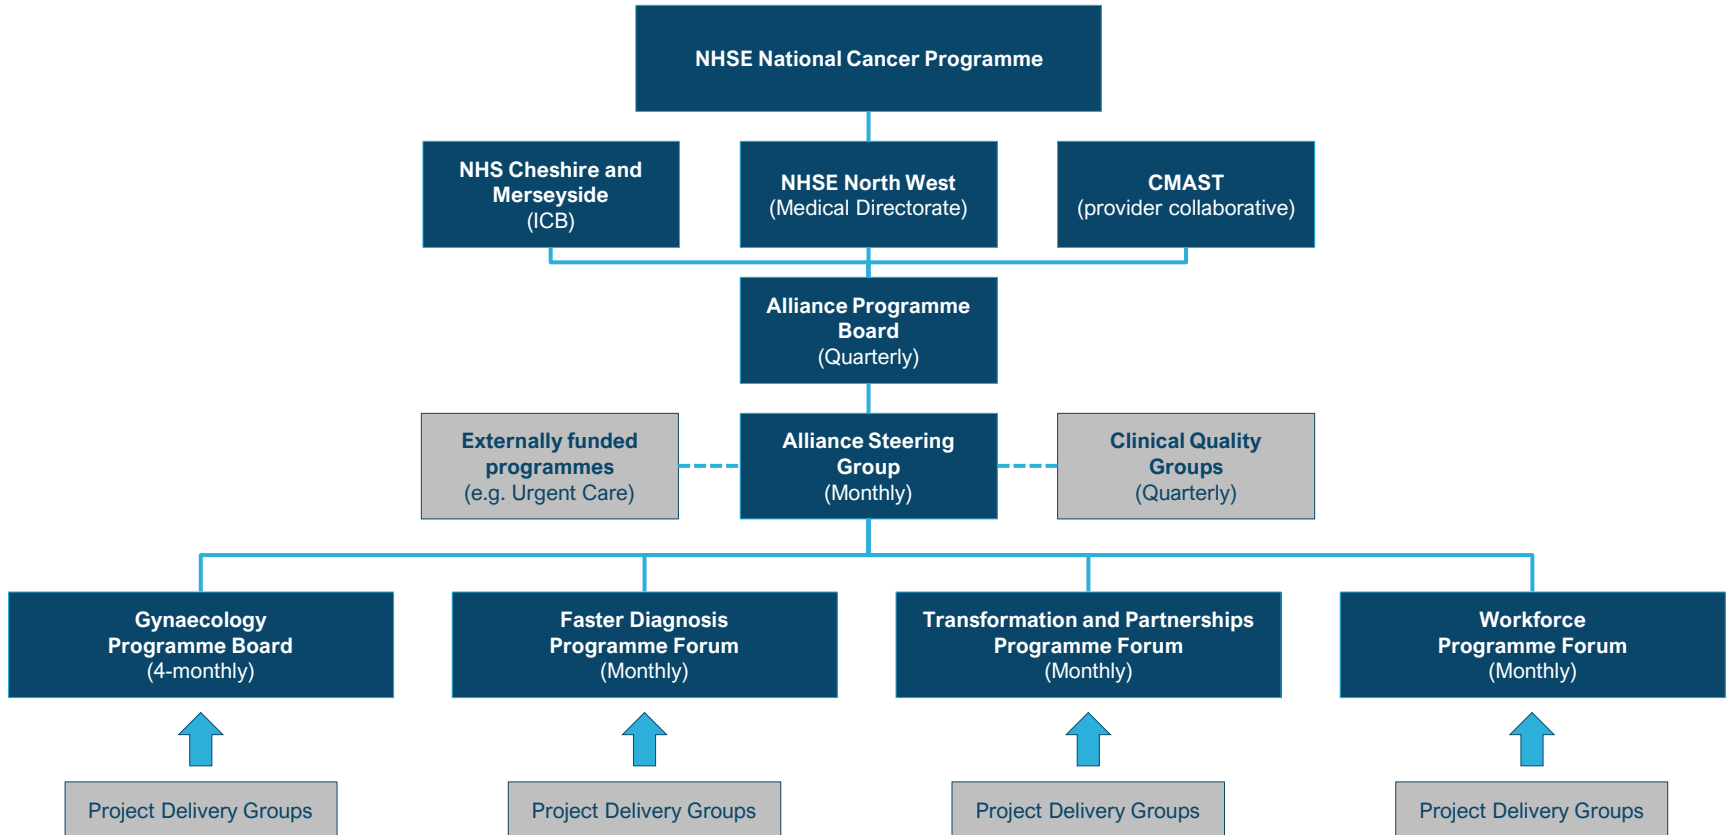 NHSE National Cancer Programme
NHS Cheshire and
Merseyside
(ICB)
NHSE North West
(Medical Directorate)
CMAST
(provider collaborative)
Alliance Programme
Board
(Quarterly)
Externally funded
programmes
(e.g. Urgent Care)
Alliance Steering
Group
(Monthly)
Clinical Quality
Groups
(Quarterly)
Gynaecology
Programme Board
(4-monthly)
Faster Diagnosis
Programme Forum
(Monthly)
Transformation and Partnerships
Programme Forum
(Monthly)
Workforce
Programme Forum
(Monthly)
Project Delivery Groups
Project Delivery Groups
Project Delivery Groups
Project Delivery Groups